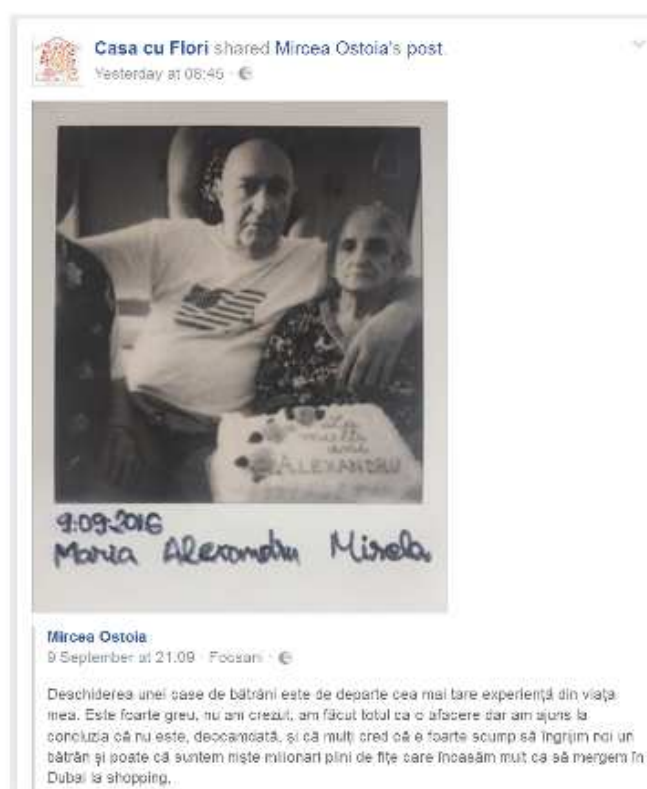 Casa cu Flori shared Mircea Ostoia's post
Yesterday at 08:45
La
multi
ani
ALEXANDRU
9.09.2016
Maria Alexandru Mirela
Mircea Ostoia
9 September at 21:09 · Focsani
Deschiderea unei case de bătrâni este de departe cea mai tare experiență din viața
mea. Este foarte greu, nu am crezut, am făcut totul ca o afacere dar am ajuns la
concluzia că nu este, deocamdată, și că mulți cred că e foarte scump să îngrijim noi un
bătrân și poate că suntem niște milionari plini de fițe care încasăm mult ca să mergem în
Dubai la shopping.